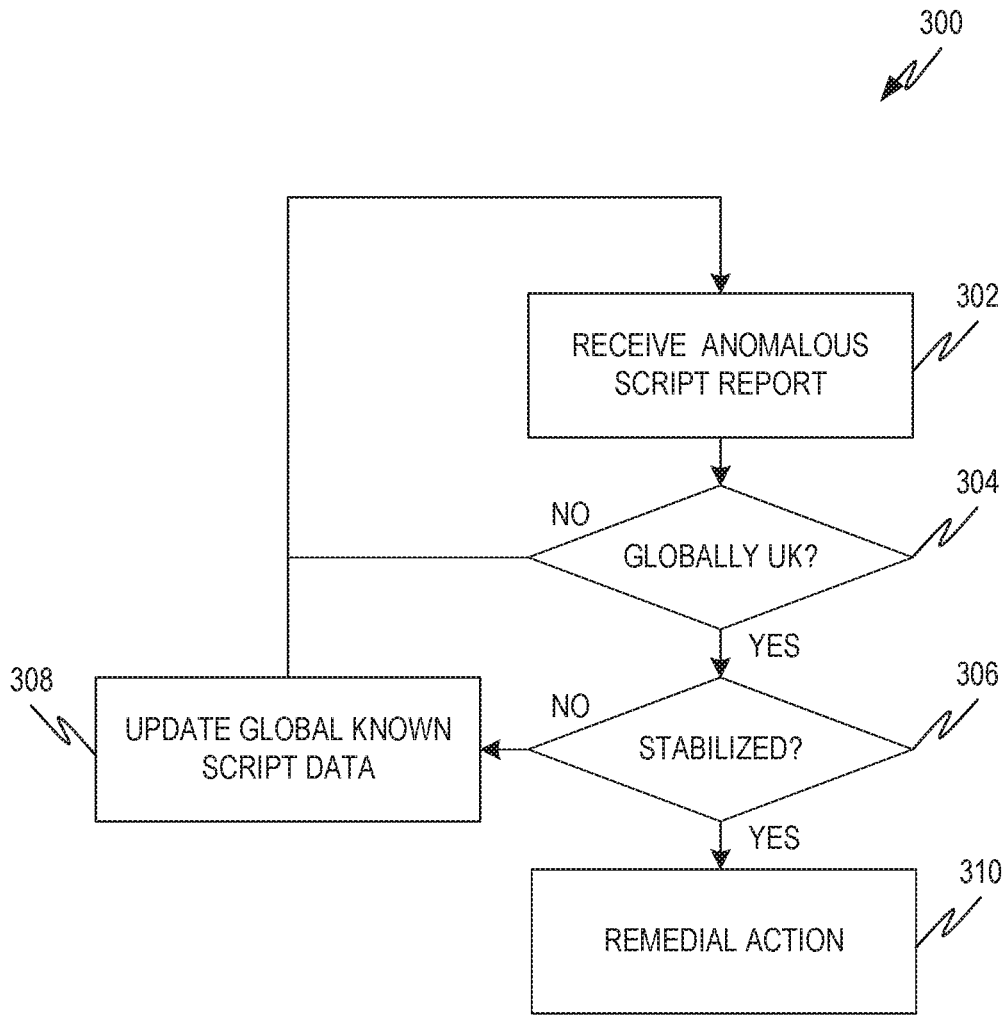 300
302
RECEIVE ANOMALOUS
SCRIPT REPORT
304
NO
GLOBALLY UK?
YES
308
306
NO
UPDATE GLOBAL KNOWN
SCRIPT DATA
STABILIZED?
YES
310
REMEDIAL ACTION